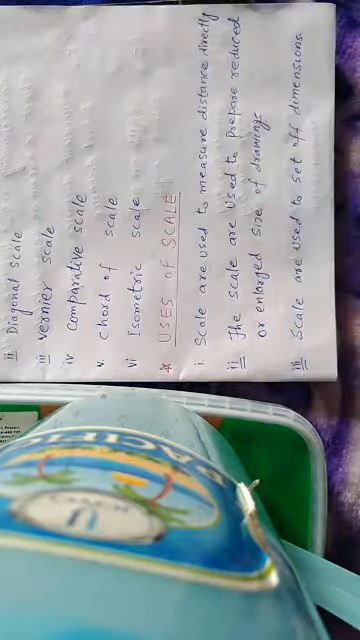 ii Diagonal scale
iii vernier scale
iv comparative scale
v. chord of scale
vi Isometric scale
* USES OF SCALE
i Scale are used to measure distance directly
ii The scale are used to prepare reduced
or enlarged size of drawings
iii Scale are used to set off dimensions.
PACIFIC